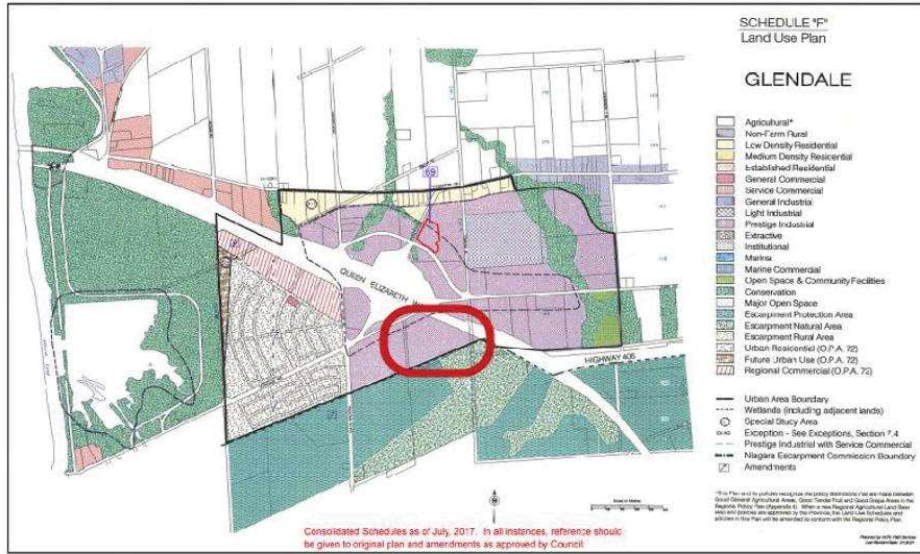 SCHEDULE "F"
Land Use Plan
GLENDALE
Agricultural*
Non-Farm Rural
Low Density Residential
Medium Density Residential
Established Residential
General Commercial
Service Commercial
General Industrial
Light Industrial
Prestige Industrial
Extractive
Institutional
Marina
Marine Commercial
Open Space & Community Facilities
Conservation
Major Open Space
Escarpment Protection Area
Escarpment Natural Area
Escarpment Rural Area
Urban Residential (O.P.A. 72)
Future Urban Use (O.P.A. 72)
Regional Commercial (O.P.A. 72)
Urban Area Boundary
Wetlands (including adjacent lands)
Special Study Area
Exception - See Exceptions, Section 7.4
Prestige Industrial with Service Commercial
Niagara Escarpment Commission Boundary
Amendments
69
QUEEN ELIZABETH
HIGHWAY 405
Consolidated Schedules as of July, 2017. In all instances, reference should
be given to original plan and amendments as approved by Council